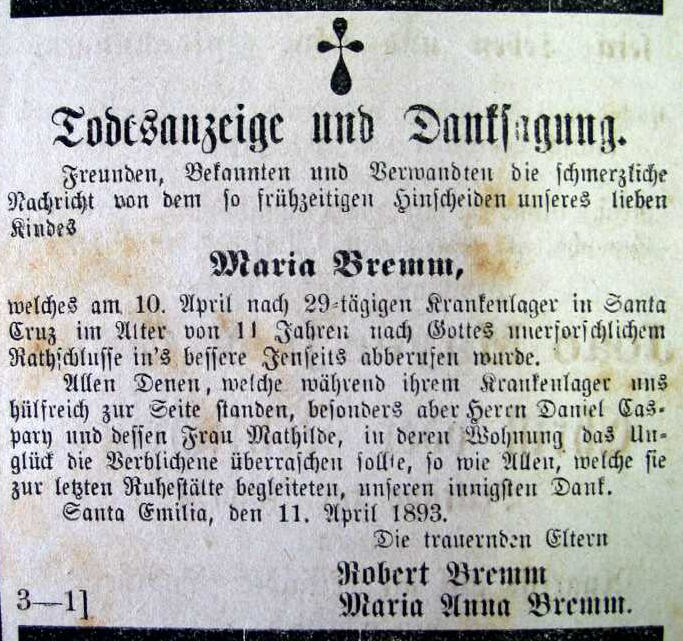 Todesanzeige und Danksagung.
Freunden, Bekannten und Verwandten die schmerzliche
Nachricht von dem so frühzeitigen Hinscheiden unseres lieben
Kindes
Maria Bremm,
welches am 10. April nach 29-tägigen Krankenlager in Santa
Cruz im Alter von 11 Jahren nach Gottes unerforschlichem
Rathschlusse in's bessere Jenseits abberufen wurde.
Allen Denen, welche während ihrem Krankenlager uns
hülfreich zur Seite standen, besonders aber Herrn Daniel Cas-
pary und dessen Frau Mathilde, in deren Wohnung das Un-
glück die Verblichene überraschen sollte, so wie Allen, welche sie
zur letzten Ruhestätte begleiteten, unseren innigsten Dank.
Santa Emilia, den 11. April 1893.
Die trauernden Eltern
Robert Bremm
Maria Anna Bremm.
3—1]